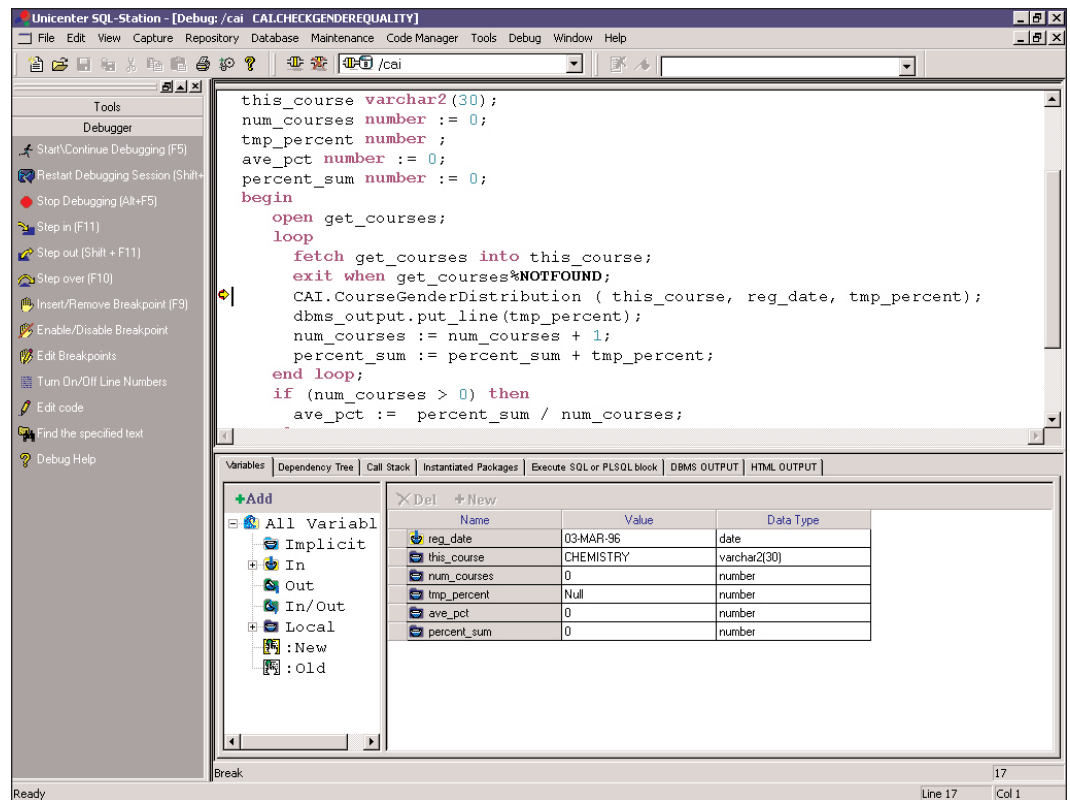 Unicenter SQL-Station - [Debug: /cai CAI.CHECKGENDEREQUALITY]
File Edit View Capture Repository Database Maintenance Code Manager Tools Debug Window Help
/cai
Tools
Debugger
Start\Continue Debugging (F5)
Restart Debugging Session (Shift+
Stop Debugging (Alt+F5)
Step in (F11)
Step out (Shift + F11)
Step over (F10)
Insert/Remove Breakpoint (F9)
Enable/Disable Breakpoint
Edit Breakpoints
Turn On/Off Line Numbers
Edit code
Find the specified text
Debug Help
this_course varchar2(30);
num_courses number := 0;
tmp_percent number ;
ave_pct number := 0;
percent_sum number := 0;
begin
open get_courses;
loop
fetch get_courses into this_course;
exit when get_courses%NOTFOUND;
CAI.CourseGenderDistribution ( this_course, reg_date, tmp_percent);
dbms_output.put_line(tmp_percent);
num_courses := num_courses + 1;
percent_sum := percent_sum + tmp_percent;
end loop;
if (num_courses > 0) then
ave_pct := percent_sum / num_courses;
Variables Dependency Tree Call Stack Instantiated Packages Execute SQL or PLSQL block DBMS OUTPUT HTML OUTPUT
+Add
All Variabl
Implicit
In
Out
In/Out
Local
:New
:Old
Del +New
Name Value Data Type
reg_date 03-MAR-96 date
this_course CHEMISTRY varchar2(30)
num_courses 0 number
tmp_percent Null number
ave_pct 0 number
percent_sum 0 number
Break 17
Ready Line 17 Col 1